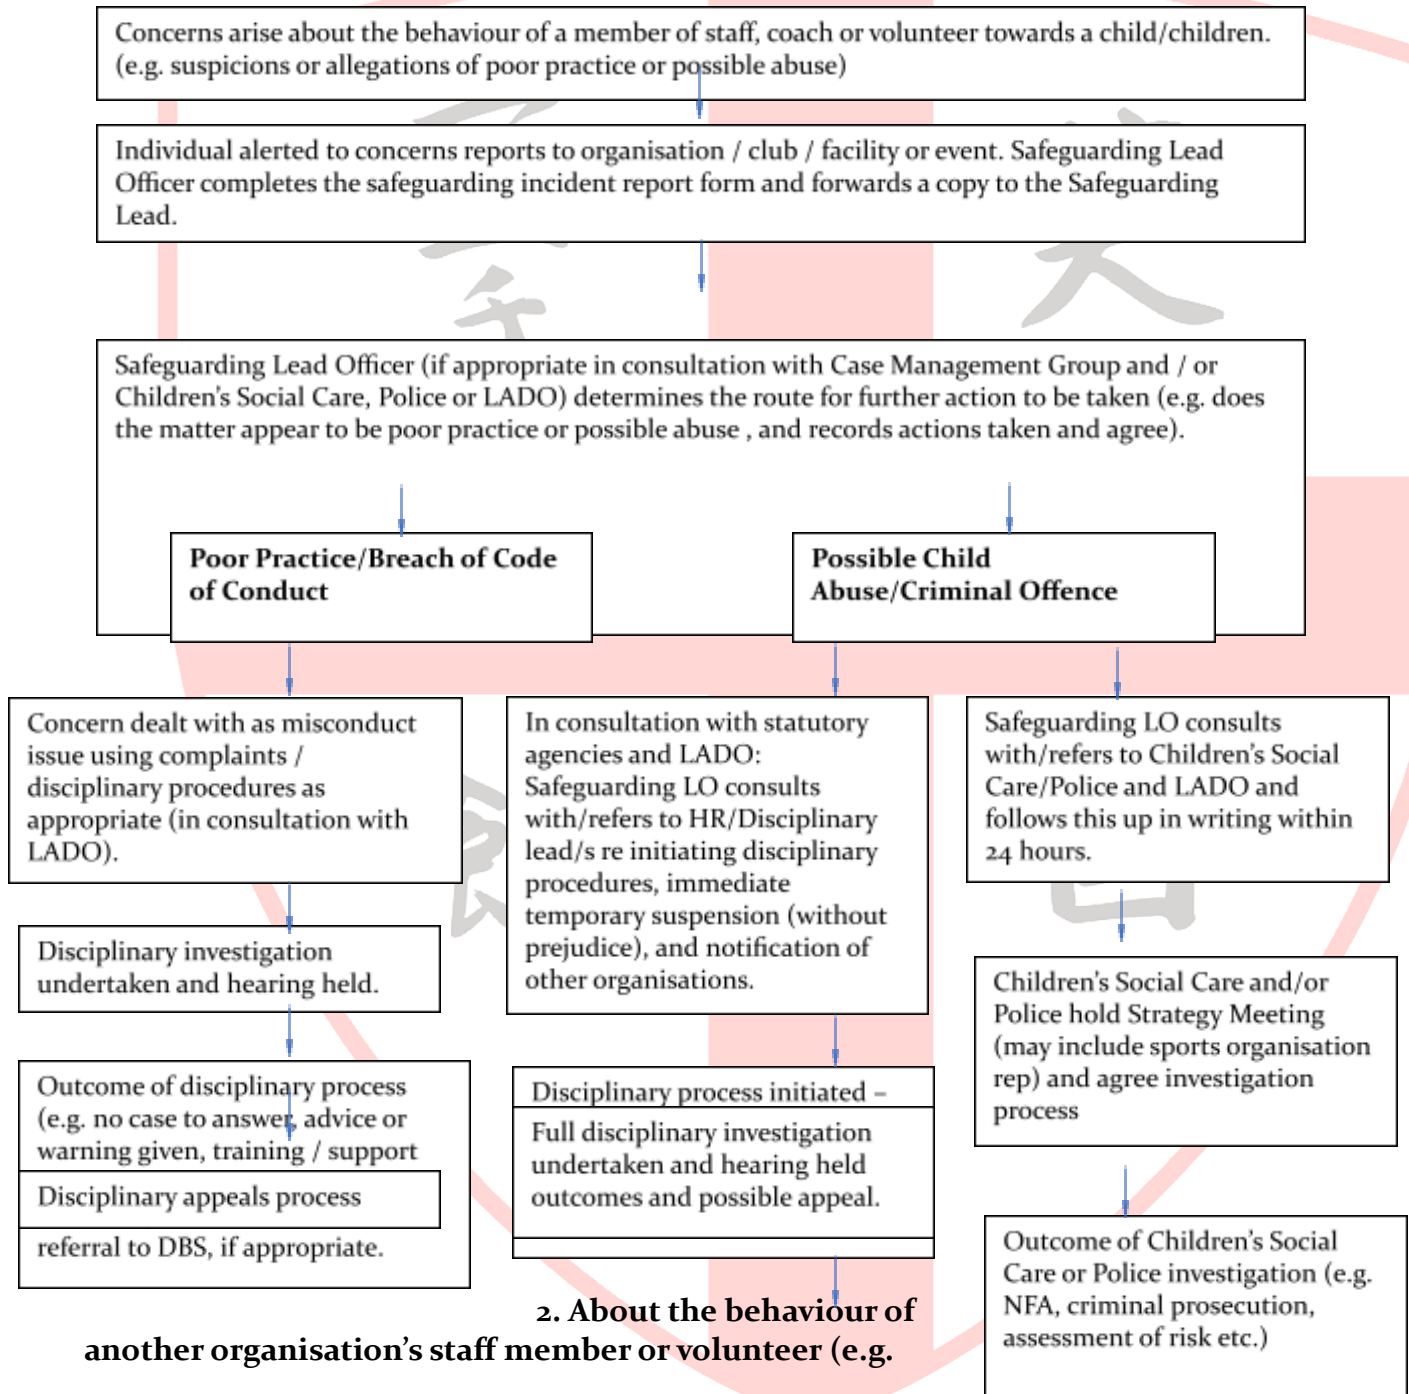 Concerns arise about the behaviour of a member of staff, coach or volunteer towards a child/children.
(e.g. suspicions or allegations of poor practice or possible abuse)
Individual alerted to concerns reports to organisation / club / facility or event. Safeguarding Lead
Officer completes the safeguarding incident report form and forwards a copy to the Safeguarding
Lead.
Safeguarding Lead Officer (if appropriate in consultation with Case Management Group and / or
Children's Social Care, Police or LADO) determines the route for further action to be taken (e.g. does
the matter appear to be poor practice or possible abuse , and records actions taken and agree).
Poor Practice/Breach of Code
of Conduct
Possible Child
Abuse/Criminal Offence
Concern dealt with as misconduct
issue using complaints /
disciplinary procedures as
appropriate (in consultation with
LADO).
Disciplinary investigation
undertaken and hearing held.
Outcome of disciplinary process
(e.g. no case to answer, advice or
warning given, training / support
Disciplinary appeals process
referral to DBS, if appropriate.
In consultation with statutory
agencies and LADO:
Safeguarding LO consults
with/refers to HR/Disciplinary
lead/s re initiating disciplinary
procedures, immediate
temporary suspension (without
prejudice), and notification of
other organisations.
Disciplinary process initiated –
Full disciplinary investigation
undertaken and hearing held
outcomes and possible appeal.
Safeguarding LO consults
with/refers to Children's Social
Care/Police and LADO and
follows this up in writing within
24 hours.
Children's Social Care and/or
Police hold Strategy Meeting
(may include sports organisation
rep) and agree investigation
process
Outcome of Children's Social
Care or Police investigation (e.g.
NFA, criminal prosecution,
assessment of risk etc.)
2. About the behaviour of
another organisation's staff member or volunteer (e.g.